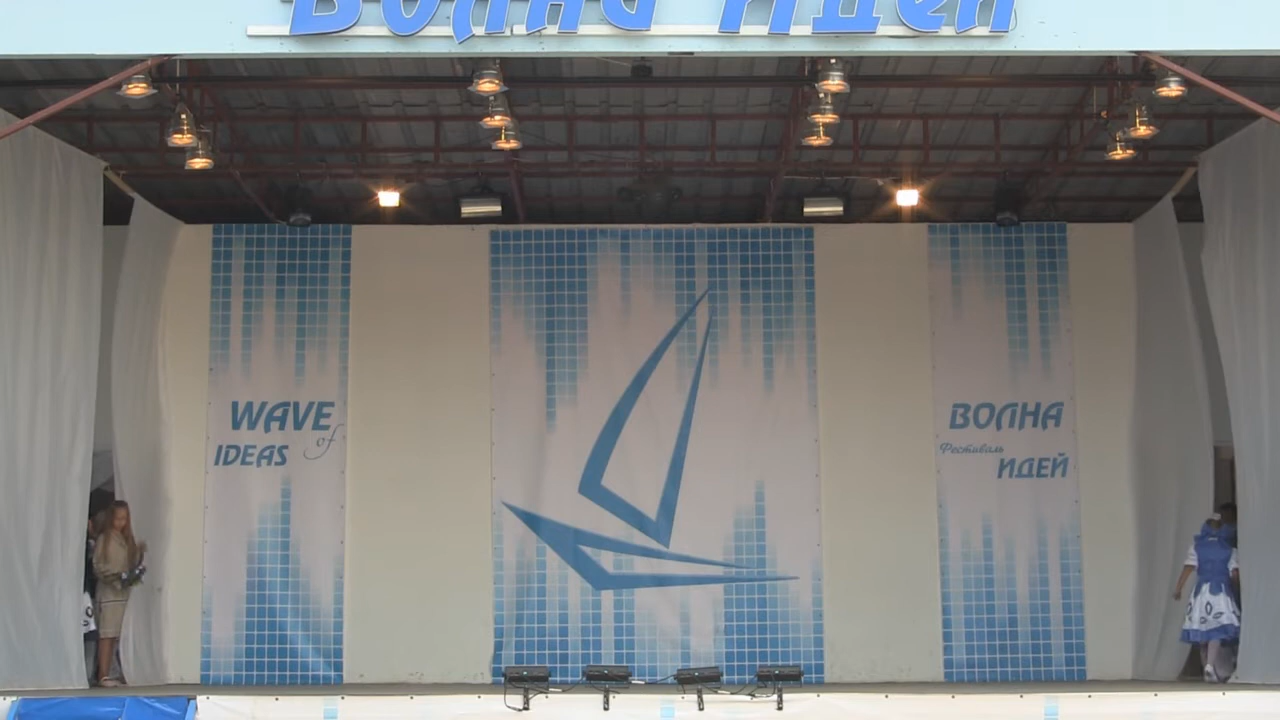 Волна Идей
WAVE
of
IDEAS
ВОЛНА
Фестиваль
ИДЕЙ